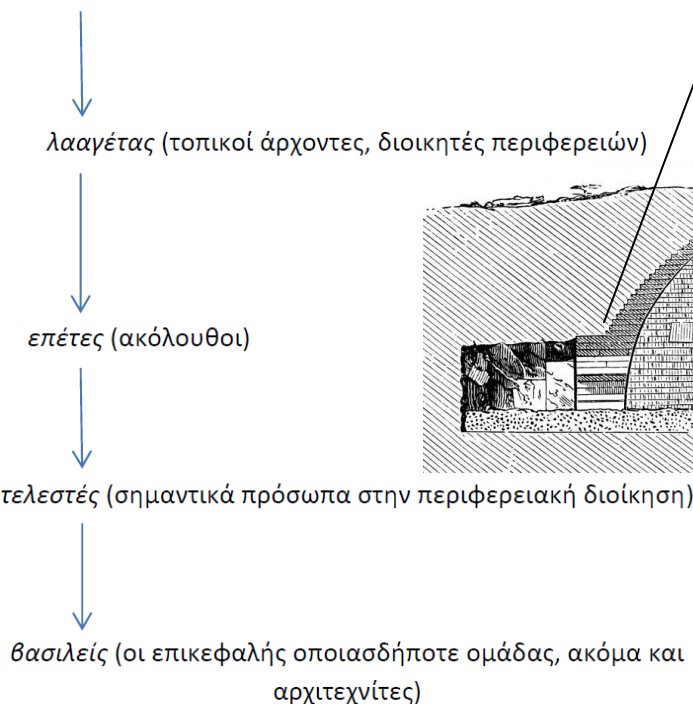 λααγέτας (τοπικοί άρχοντες, διοικητές περιφερειών)
επέτες (ακόλουθοι)
τελεστές (σημαντικά πρόσωπα στην περιφερειακή διοίκηση)
βασιλείς (οι επικεφαλής οποιασδήποτε ομάδας, ακόμα και
αρχιτεχνίτες)